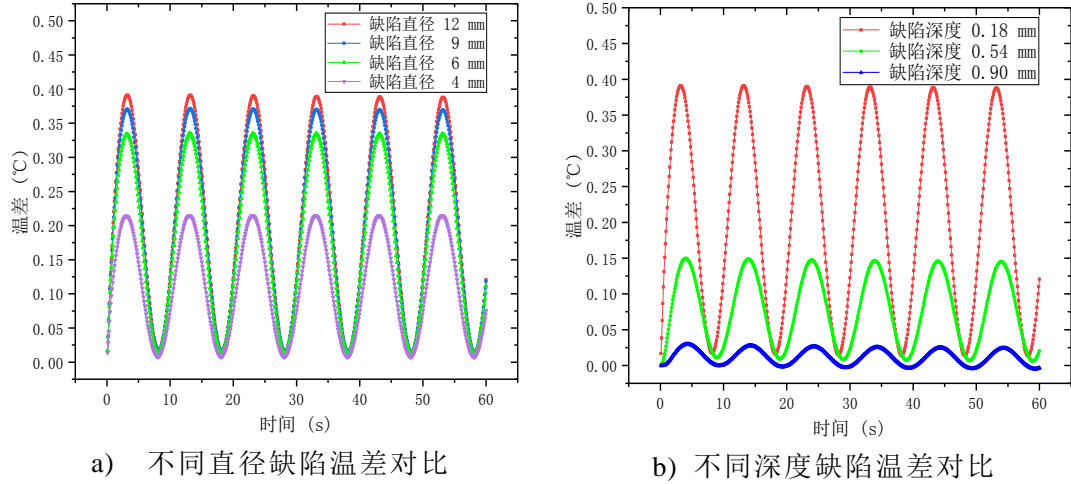 0.50
0.45
0.40
0.35
0.30
0.25
0.20
0.15
0.10
0.05
0.00
温差 (℃)
0 10 20 30 40 50 60
时间 (s)
缺陷直径 12 mm
缺陷直径 9 mm
缺陷直径 6 mm
缺陷直径 4 mm
a) 不同直径缺陷温差对比
0.50
0.45
0.40
0.35
0.30
0.25
0.20
0.15
0.10
0.05
0.00
温差 (℃)
0 10 20 30 40 50 60
时间 (s)
缺陷深度 0.18 mm
缺陷深度 0.54 mm
缺陷深度 0.90 mm
b) 不同深度缺陷温差对比